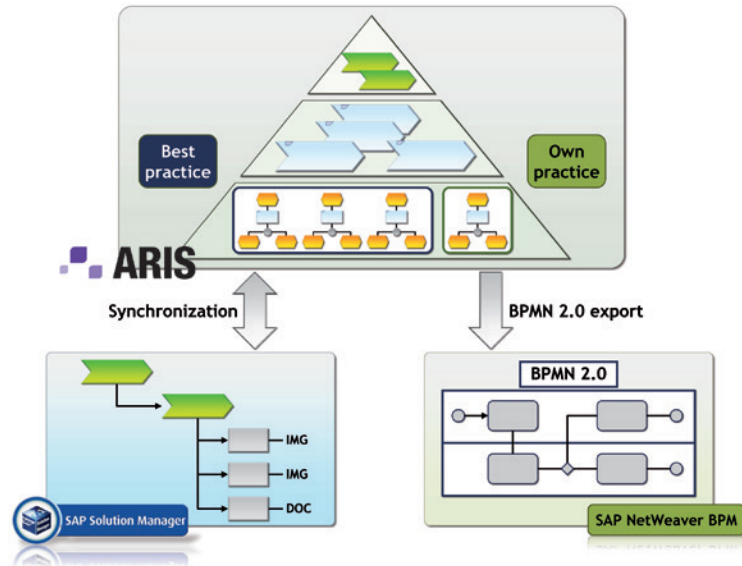 Best
practice
Own
practice
ARIS
Synchronization
BPMN 2.0 export
BPMN 2.0
IMG
IMG
DOC
SAP Solution Manager
SAP NetWeaver BPM